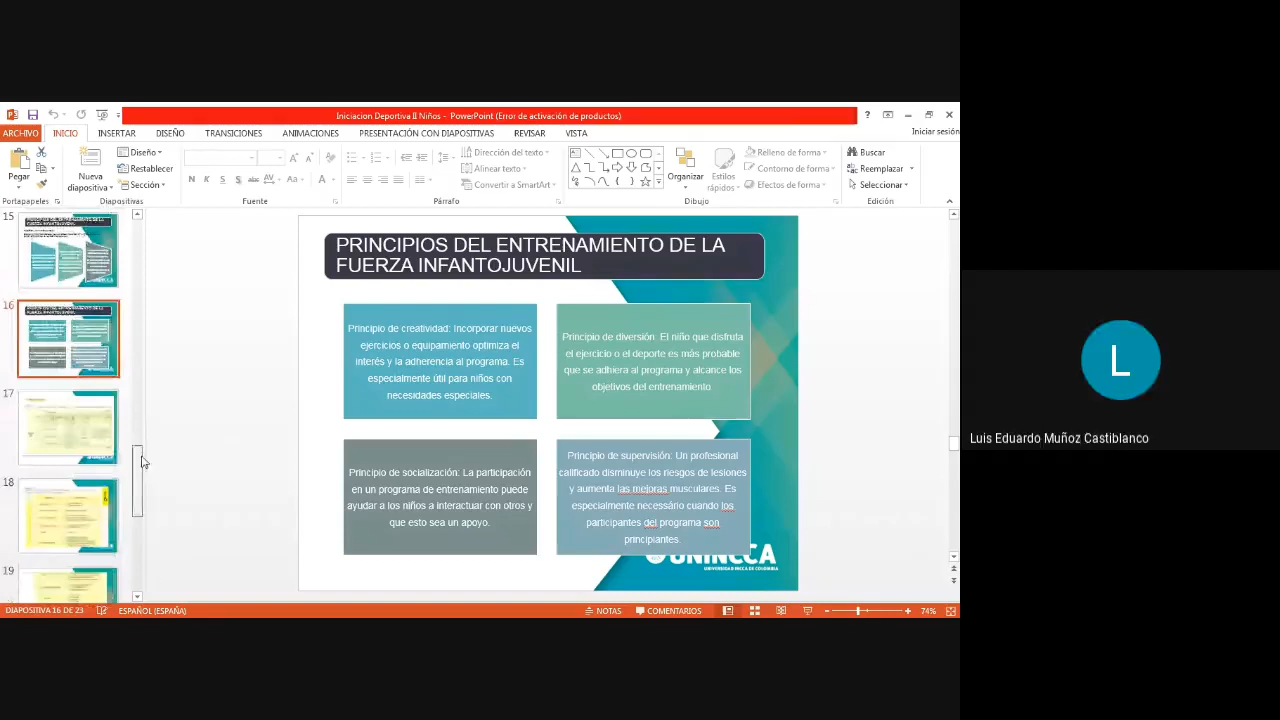 Iniciacion Deportiva II Niños - PowerPoint (Error de activación de productos)
ARCHIVO INICIO INSERTAR DISEÑO TRANSICIONES ANIMACIONES PRESENTACIÓN CON DIAPOSITIVAS REVISAR VISTA Iniciar sesión
Pegar
Nueva
diapositiva
Diseño
Restablecer
Sección
N K S S abc AV Aa A
Dirección del texto
Alinear texto
Convertir a SmartArt
Organizar
Estilos
rápidos
Relleno de forma
Contorno de forma
Efectos de forma
Buscar
Reemplazar
Seleccionar
Portapapeles Diapositivas Fuente Párrafo Dibujo Edición
15
16
17
18
19
PRINCIPIOS DEL ENTRENAMIENTO DE LA
FUERZA INFANTOJUVENIL
Principio de creatividad: Incorporar nuevos
ejercicios o equipamiento optimiza el
interés y la adherencia al programa. Es
especialmente útil para niños con
necesidades especiales.
Principio de diversión: El niño que disfruta
el ejercicio o el deporte es más probable
que se adhiera al programa y alcance los
objetivos del entrenamiento
Principio de socialización: La participación
en un programa de entrenamiento puede
ayudar a los niños a interactuar con otros y
que esto sea un apoyo.
Principio de supervisión: Un profesional
calificado disminuye los riesgos de lesiones
y aumenta las mejoras musculares. Es
especialmente necessário cuando los
participantes del programa son
principiantes.
UNINCCA
UNIVERSIDAD INCCA DE COLOMBIA
DIAPOSITIVA 16 DE 23 ESPAÑOL (ESPAÑA) NOTAS COMENTARIOS 74%
L
Luis Eduardo Muñoz Castiblanco